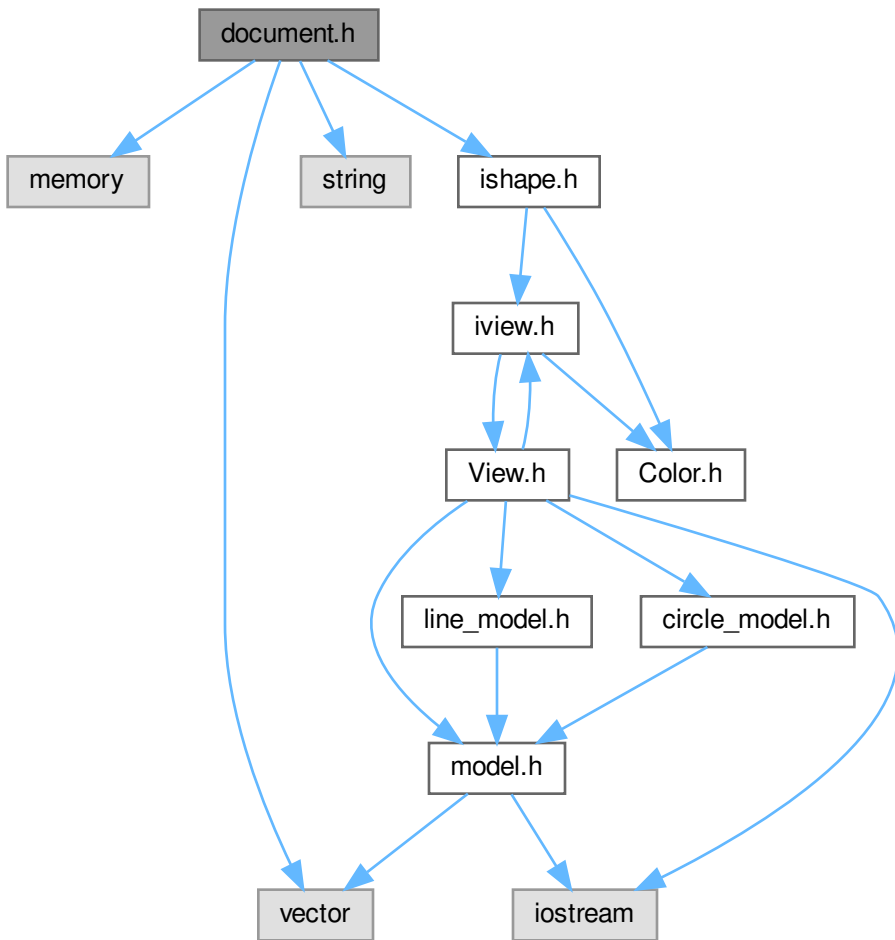 document.h
memory
string
ishape.h
iview.h
View.h
Color.h
line_model.h
circle_model.h
model.h
vector
iostream